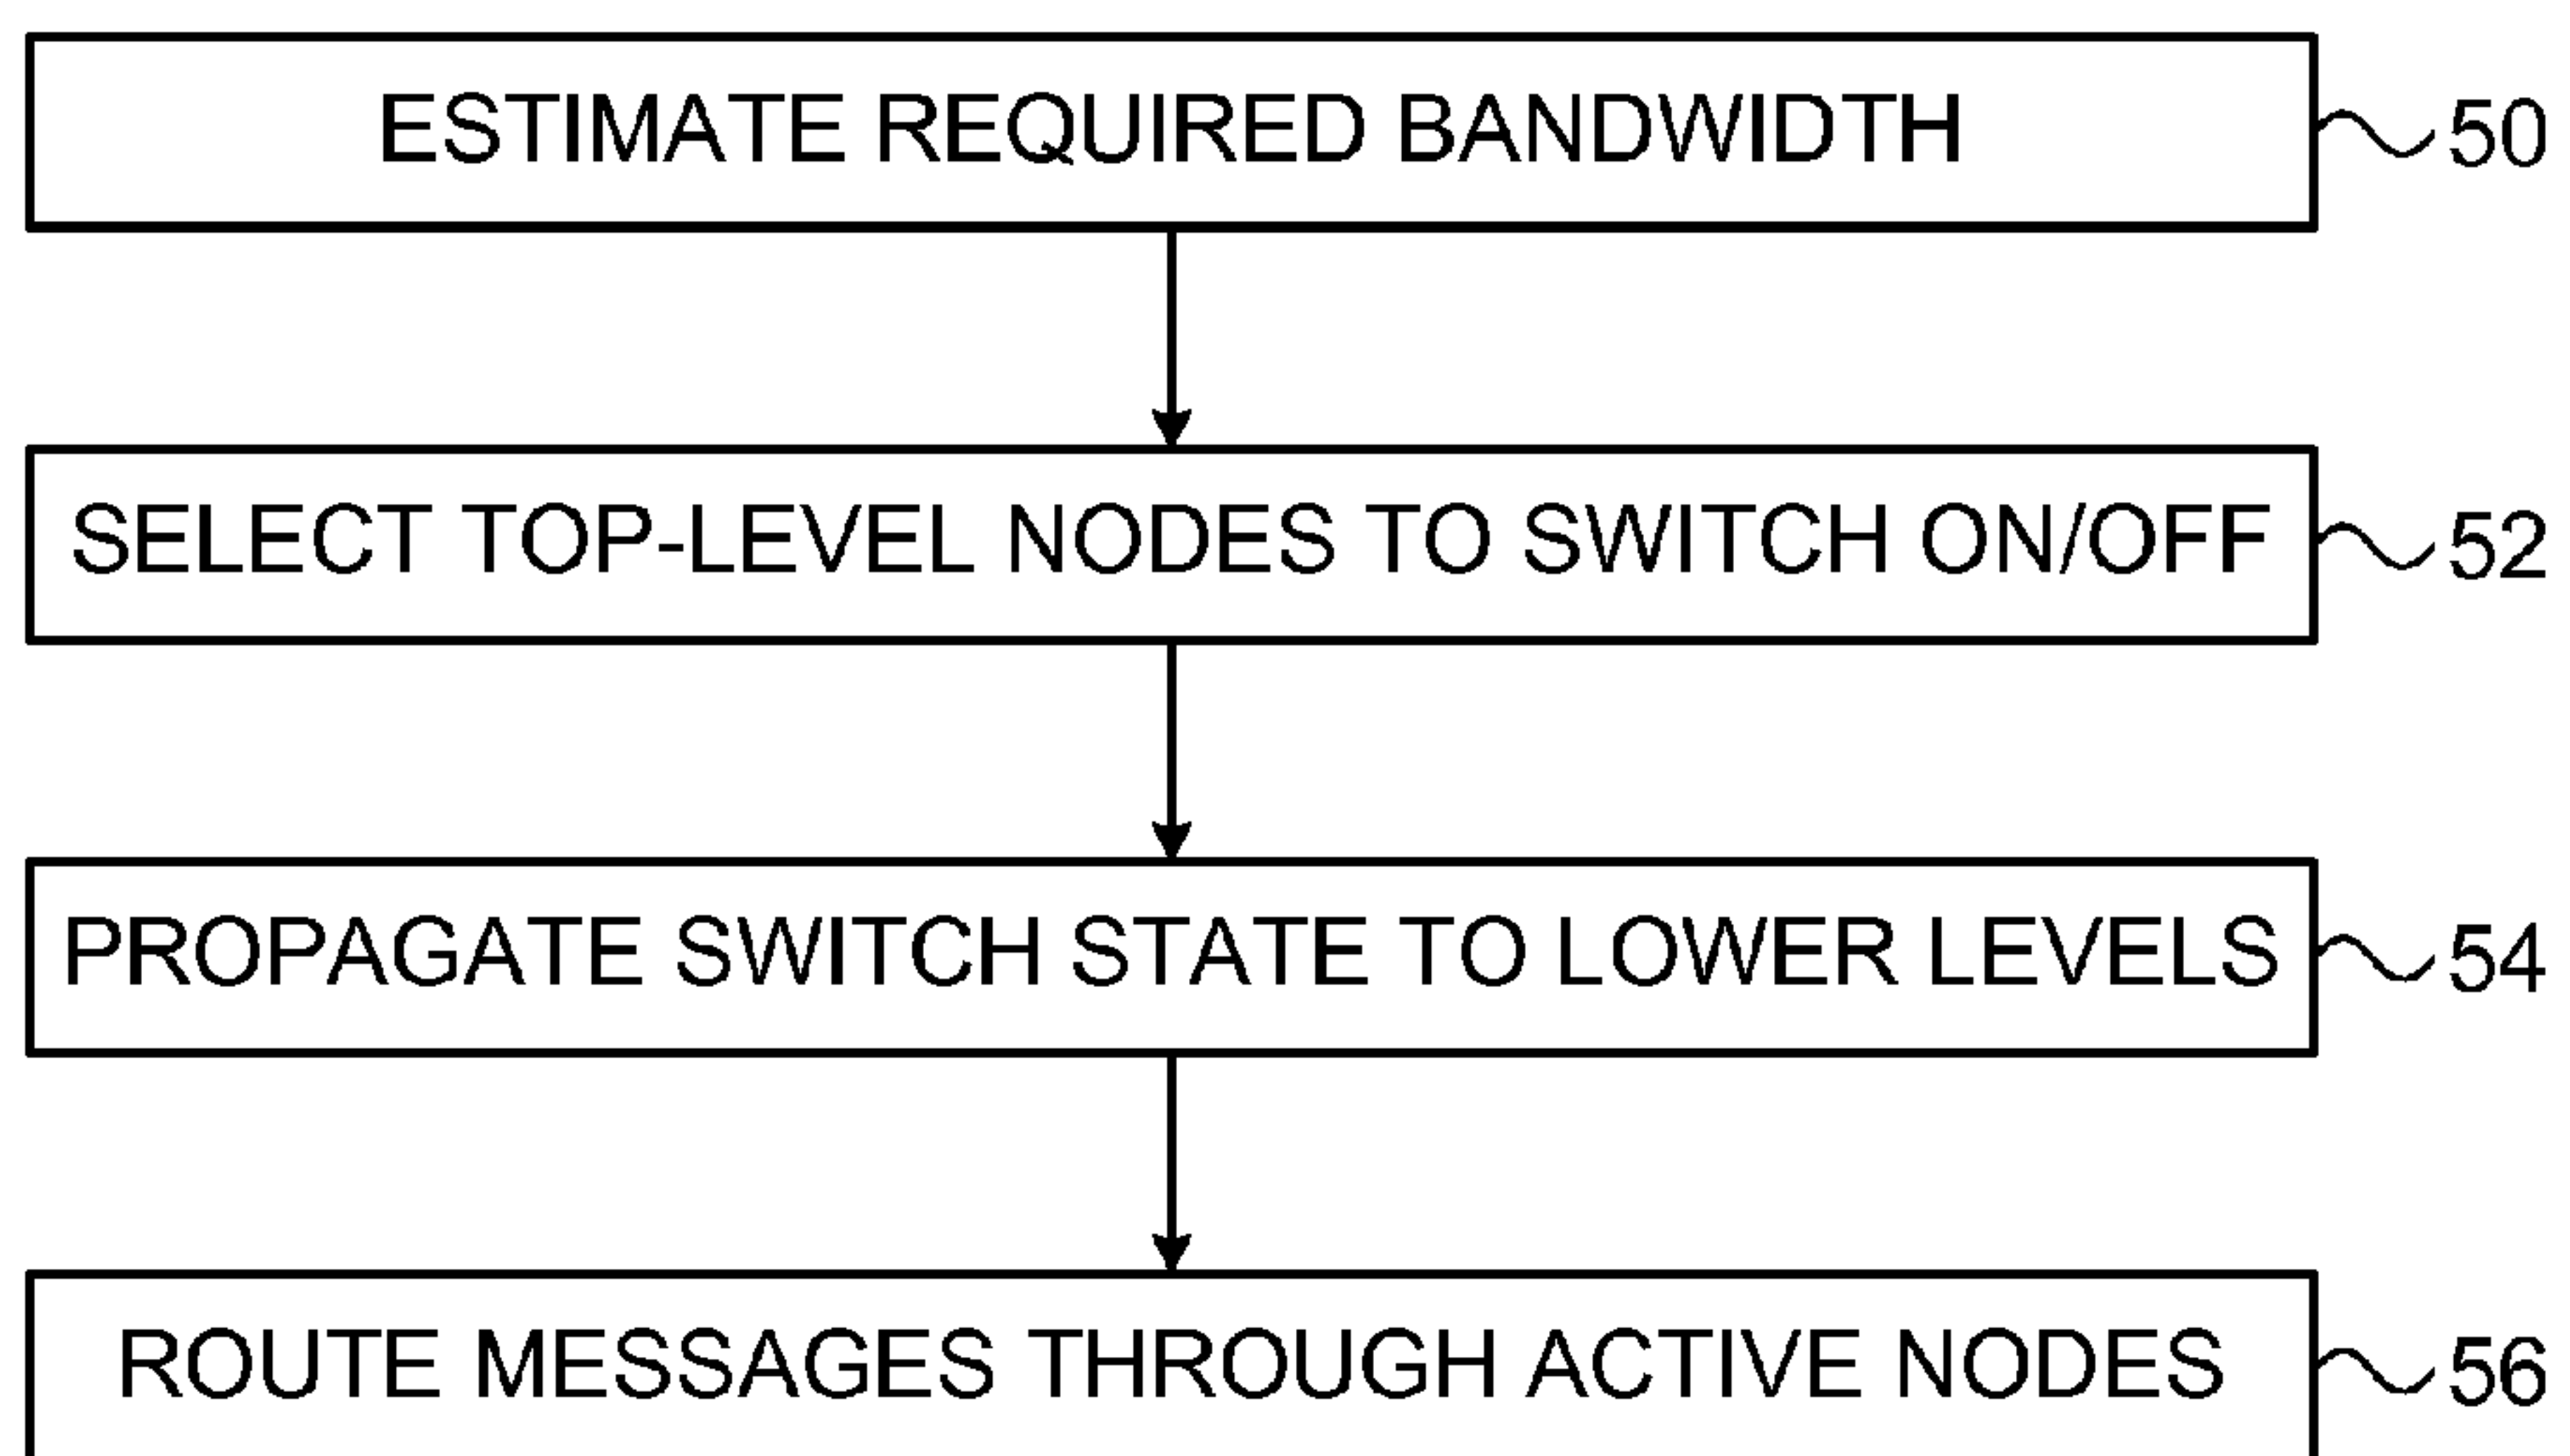 ESTIMATE REQUIRED BANDWIDTH 50
SELECT TOP-LEVEL NODES TO SWITCH ON/OFF 52
PROPAGATE SWITCH STATE TO LOWER LEVELS 54
ROUTE MESSAGES THROUGH ACTIVE NODES 56